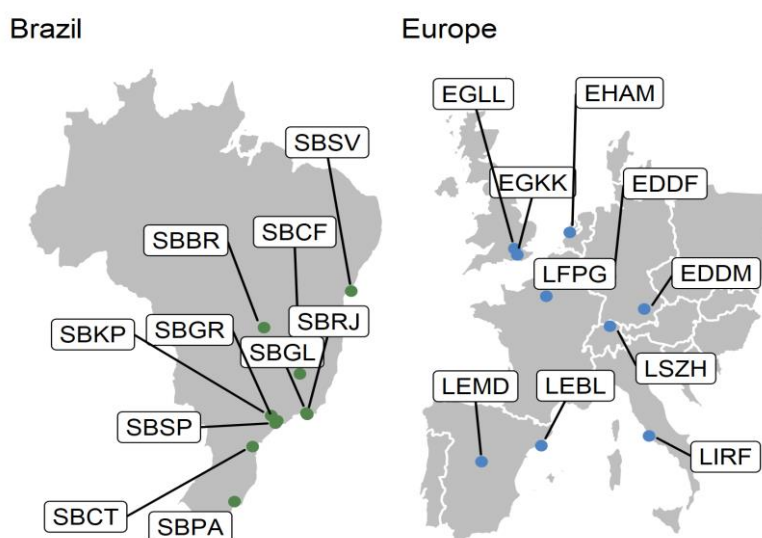 Brazil
Europe
EGLL
EHAM
SBSV
EGKK
EDDF
SBBR
SBCF
LFPG
EDDM
SBKP
SBGR
SBRJ
SBGL
LSZH
LEMD
LEBL
SBSP
LIRF
SBCT
SBPA